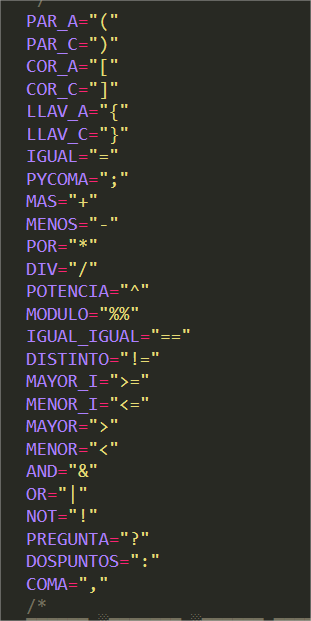 /
PAR_A="("
PAR_C=")"
COR_A="["
COR_C="]"
LLAV_A="{"
LLAV_C="}"
IGUAL="="
PYCOMA=";"
MAS="+"
MENOS="-"
POR="*"
DIV="/"
POTENCIA="^"
MODULO="%%"
IGUAL_IGUAL="=="
DISTINTO="!="
MAYOR_I=">="
MENOR_I="<="
MAYOR=">"
MENOR="<"
AND="&"
OR="|"
NOT="!"
PREGUNTA="?"
DOSPUNTOS=":"
COMA=","
/*